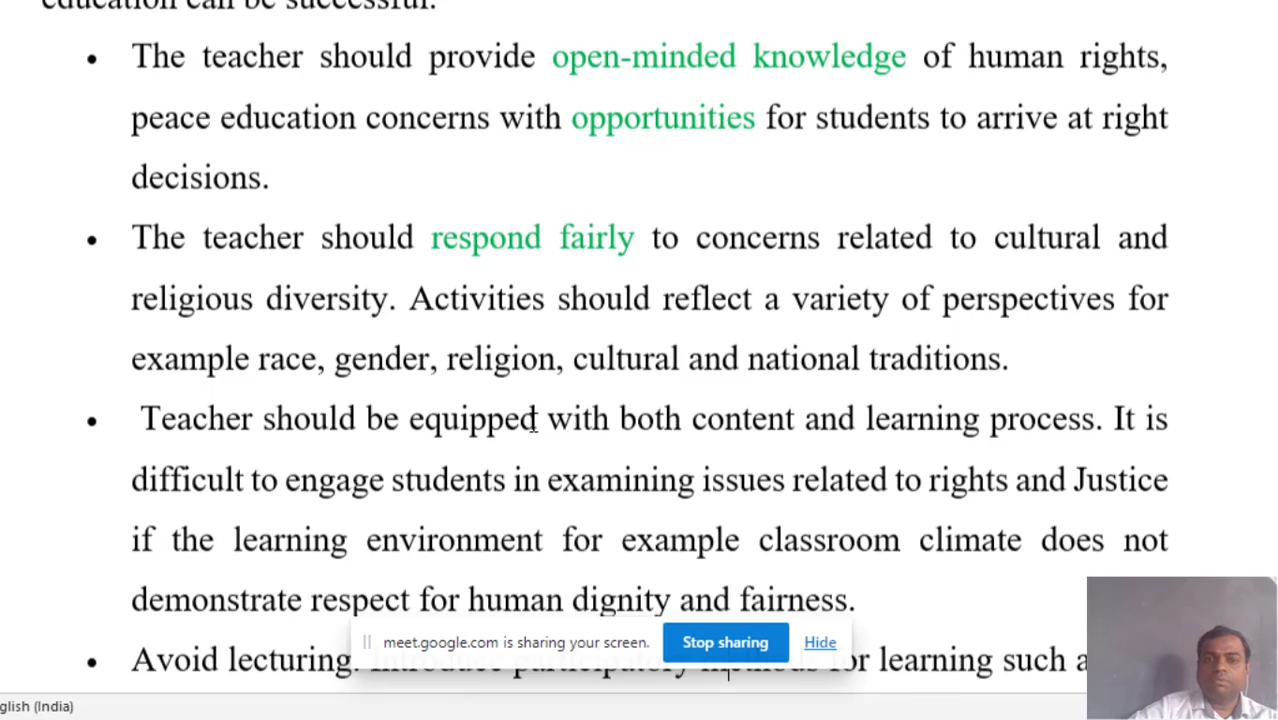 education can be successful.
• The teacher should provide open-minded knowledge of human rights,
peace education concerns with opportunities for students to arrive at right
decisions.
• The teacher should respond fairly to concerns related to cultural and
religious diversity. Activities should reflect a variety of perspectives for
example race, gender, religion, cultural and national traditions.
• Teacher should be equipped with both content and learning process. It is
difficult to engage students in examining issues related to rights and Justice
if the learning environment for example classroom climate does not
demonstrate respect for human dignity and fairness.
meet.google.com is sharing your screen. Stop sharing Hide
• Avoid lecturing. Introduce participatory methods for learning such a
glish (India)